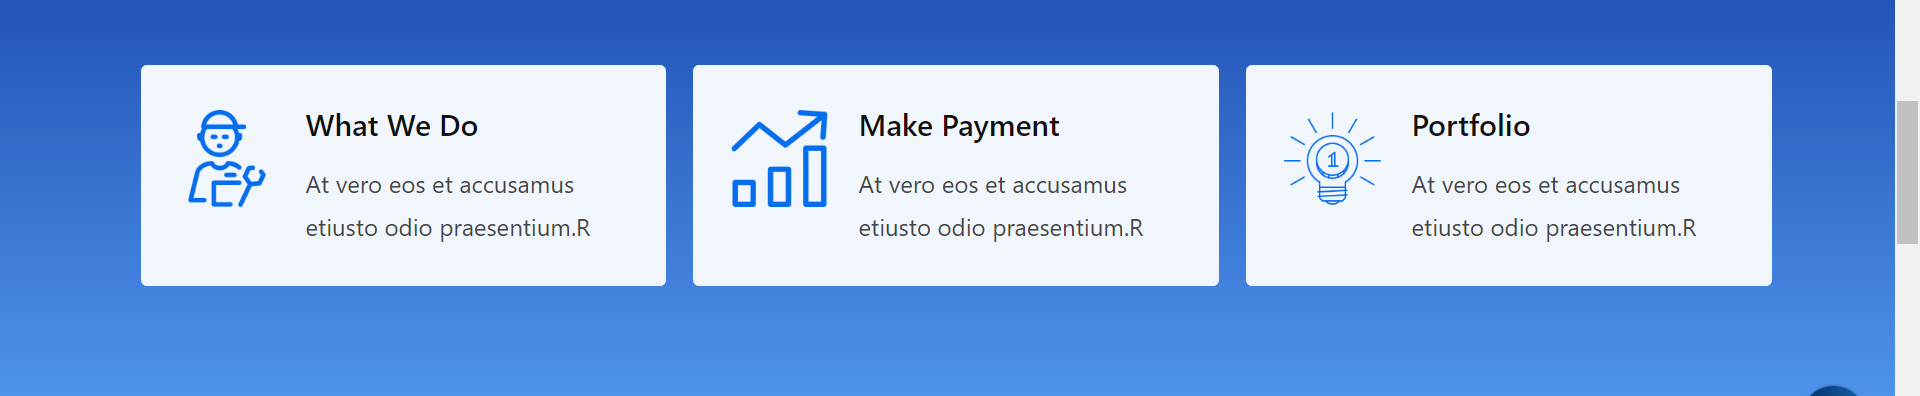 What We Do
At vero eos et accusamus
etiusto odio praesentium.R
Make Payment
At vero eos et accusamus
etiusto odio praesentium.R
1
Portfolio
At vero eos et accusamus
etiusto odio praesentium.R